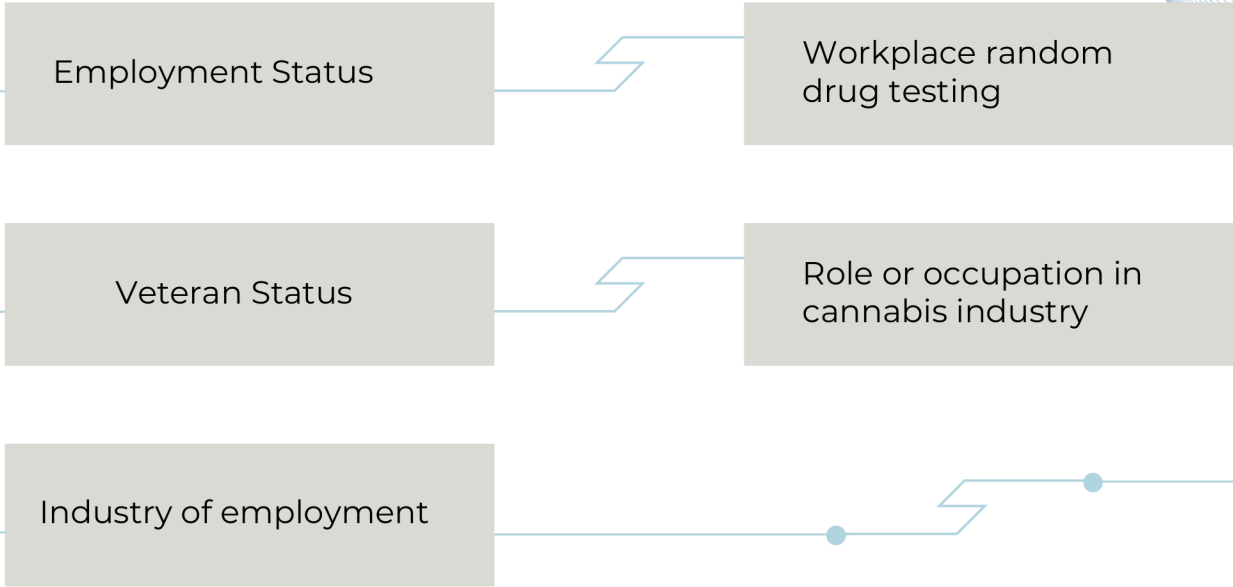 Employment Status
Workplace random
drug testing
Veteran Status
Role or occupation in
cannabis industry
Industry of employment